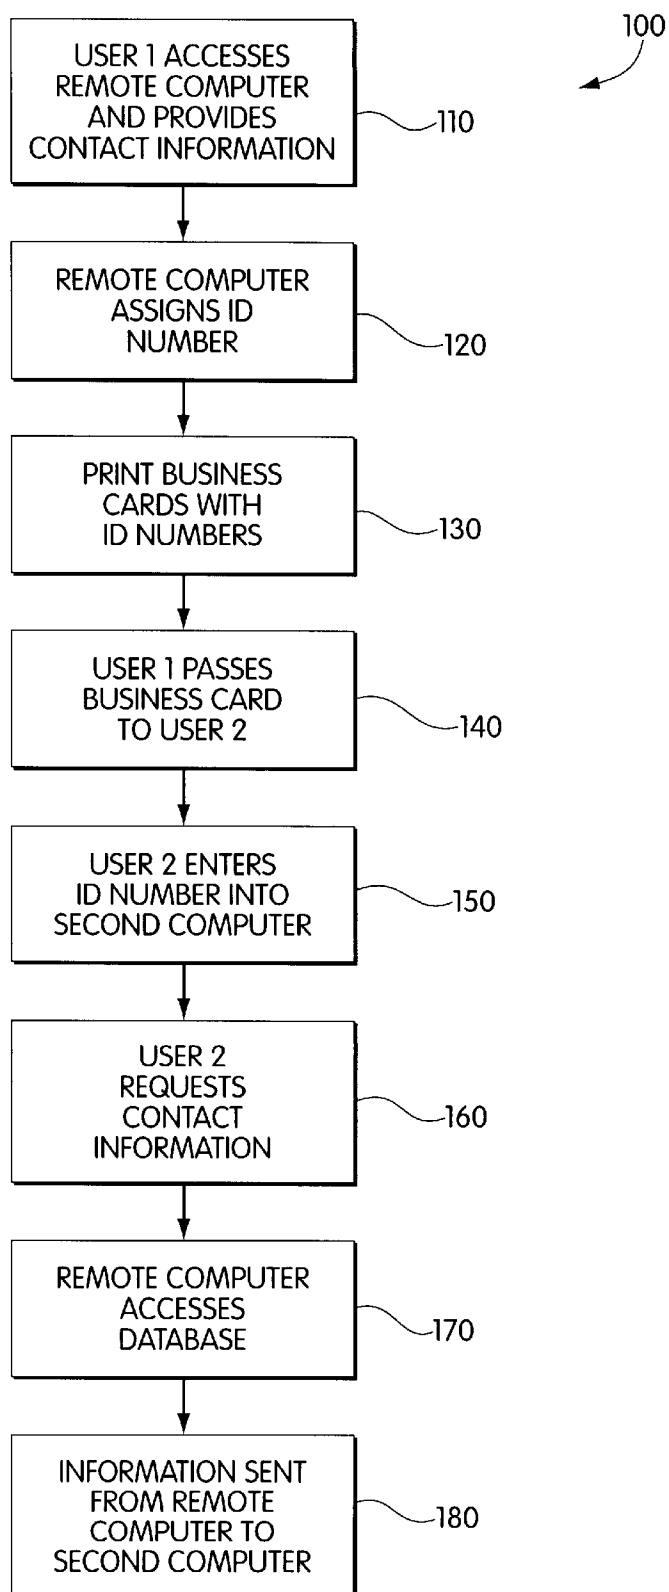 100
USER 1 ACCESSES
REMOTE COMPUTER
AND PROVIDES
CONTACT INFORMATION
110
REMOTE COMPUTER
ASSIGNS ID
NUMBER
120
PRINT BUSINESS
CARDS WITH
ID NUMBERS
130
USER 1 PASSES
BUSINESS CARD
TO USER 2
140
USER 2 ENTERS
ID NUMBER INTO
SECOND COMPUTER
150
USER 2
REQUESTS
CONTACT
INFORMATION
160
REMOTE COMPUTER
ACCESSES
DATABASE
170
INFORMATION SENT
FROM REMOTE
COMPUTER TO
SECOND COMPUTER
180